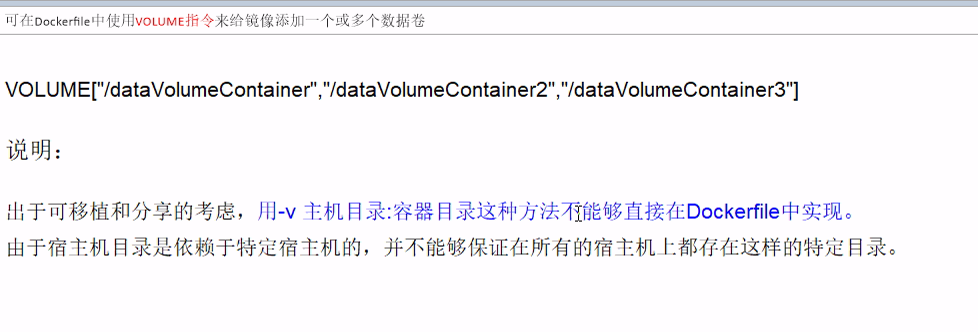 可在Dockerfile中使用VOLUME指令来给镜像添加一个或多个数据卷
VOLUME["/dataVolumeContainer","/dataVolumeContainer2","/dataVolumeContainer3"]
说明：
出于可移植和分享的考虑，用-v 主机目录:容器目录这种方法不能够直接在Dockerfile中实现。
由于宿主机目录是依赖于特定宿主机的，并不能够保证在所有的宿主机上都存在这样的特定目录。